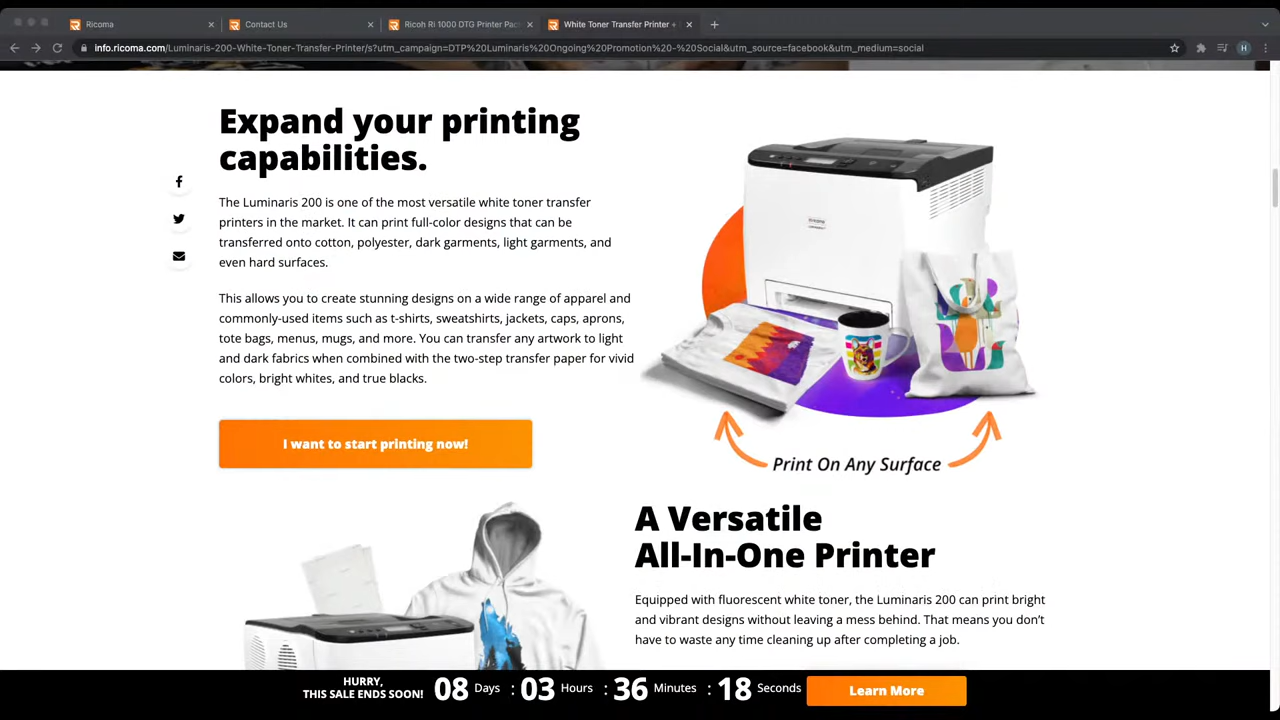 Ricoma
Contact Us
Ricoh Ri 1000 DTG Printer Pac
White Toner Transfer Printer +
info.ricoma.com/Luminaris-200-White-Toner-Transfer-Printer/s?utm_campaign=DTP%20Luminaris%20Ongoing%20Promotion%20-%20Social&utm_source=facebook&utm_medium=social
H
Expand your printing
capabilities.
The Luminaris 200 is one of the most versatile white toner transfer
printers in the market. It can print full-color designs that can be
transferred onto cotton, polyester, dark garments, light garments, and
even hard surfaces.
This allows you to create stunning designs on a wide range of apparel and
commonly-used items such as t-shirts, sweatshirts, jackets, caps, aprons,
tote bags, menus, mugs, and more. You can transfer any artwork to light
and dark fabrics when combined with the two-step transfer paper for vivid
colors, bright whites, and true blacks.
I want to start printing now!
Print On Any Surface
A Versatile
All-In-One Printer
Equipped with fluorescent white toner, the Luminaris 200 can print bright
and vibrant designs without leaving a mess behind. That means you don't
have to waste any time cleaning up after completing a job.
HURRY,
THIS SALE ENDS SOON!
08 Days : 03 Hours : 36 Minutes : 18 Seconds
Learn More